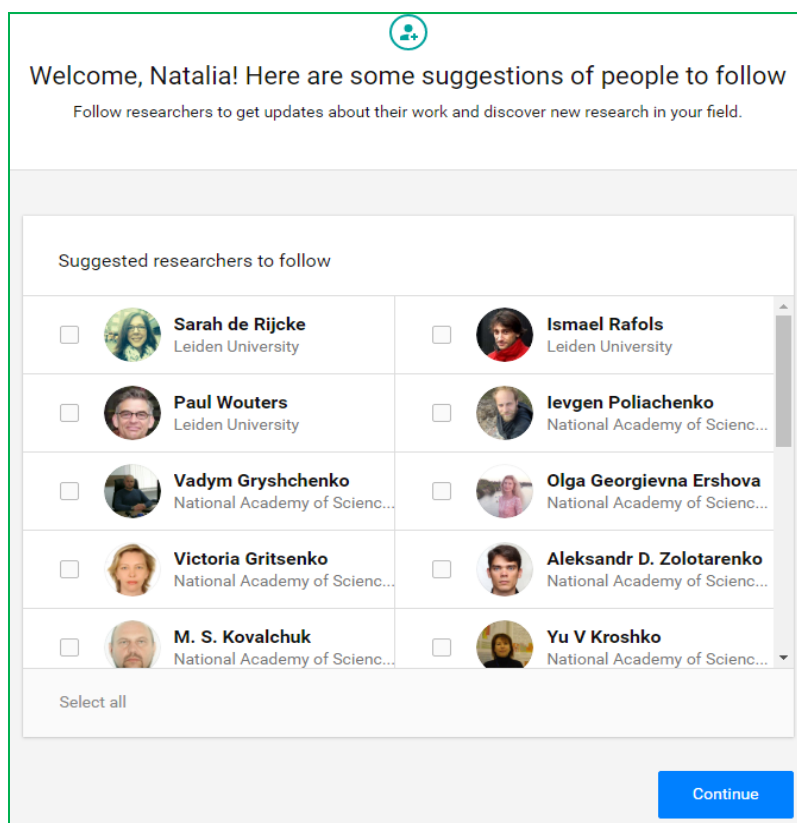 Welcome, Natalia! Here are some suggestions of people to follow
Follow researchers to get updates about their work and discover new research in your field.
Suggested researchers to follow
Sarah de Rijcke
Leiden University
Ismael Rafols
Leiden University
Paul Wouters
Leiden University
Ievgen Poliachenko
National Academy of Scienc...
Vadym Gryshchenko
National Academy of Scienc...
Olga Georgievna Ershova
National Academy of Scienc...
Victoria Gritsenko
National Academy of Scienc...
Aleksandr D. Zolotarenko
National Academy of Scienc...
M. S. Kovalchuk
National Academy of Scienc...
Yu V Kroshko
National Academy of Scienc...
Select all
Continue